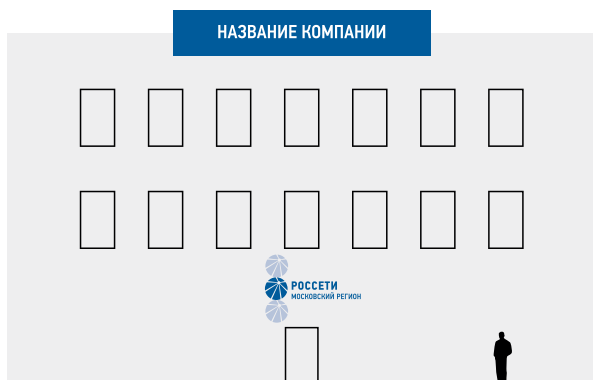 НАЗВАНИЕ КОМПАНИИ
РОССЕТИ
МОСКОВСКИЙ РЕГИОН